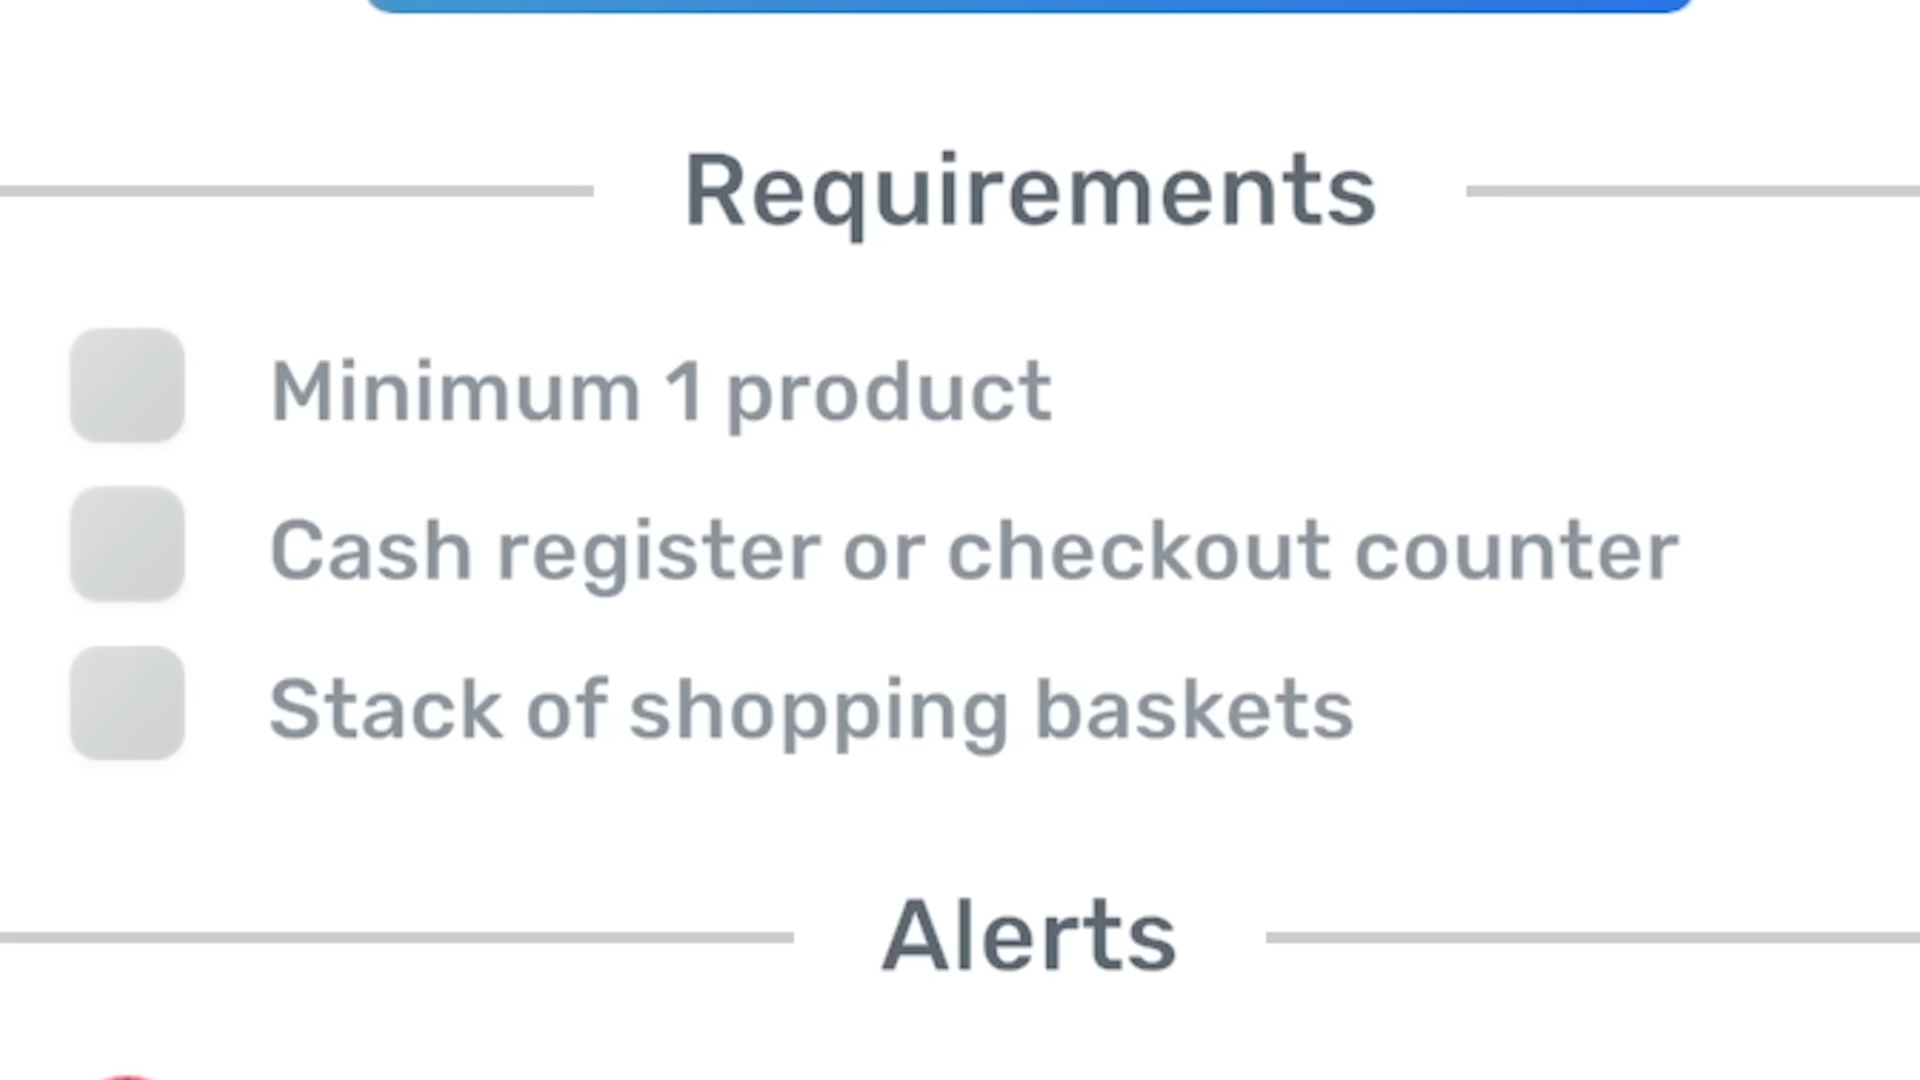 Requirements
Minimum 1 product
Cash register or checkout counter
Stack of shopping baskets
Alerts